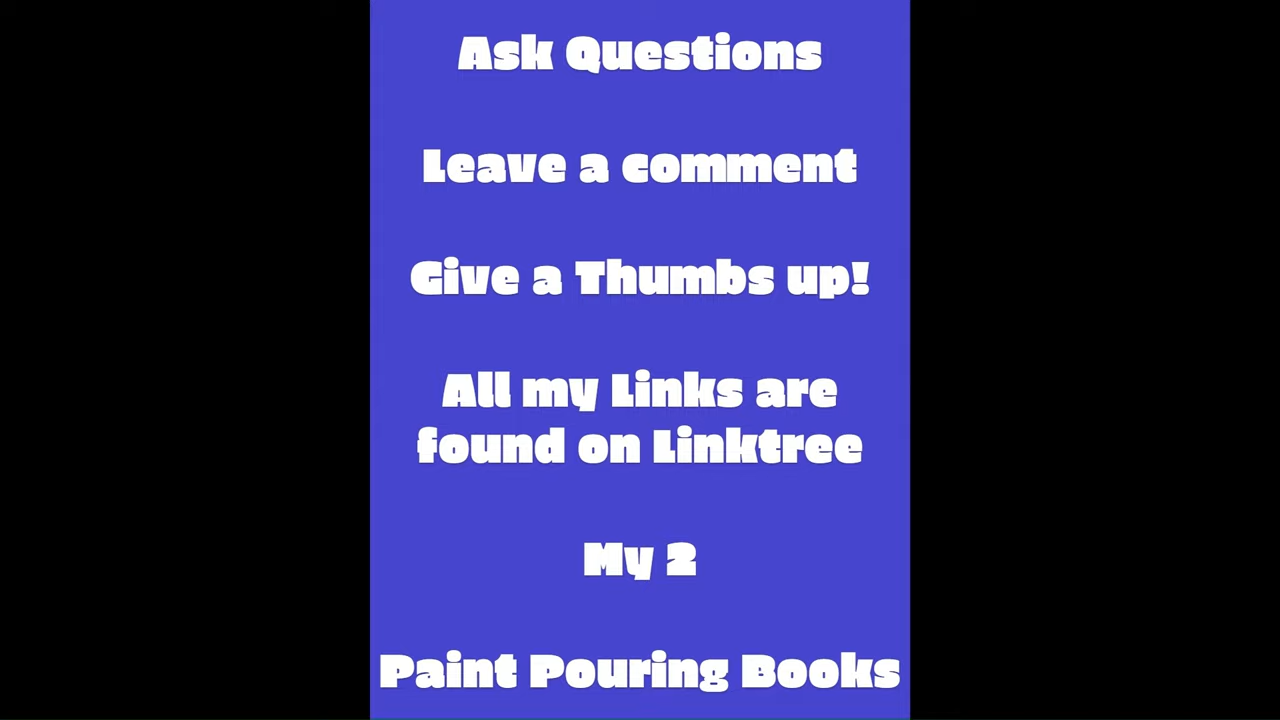 Ask Questions
Leave a comment
Give a Thumbs up!
All my Links are
found on Linktree
My 2
Paint Pouring Books